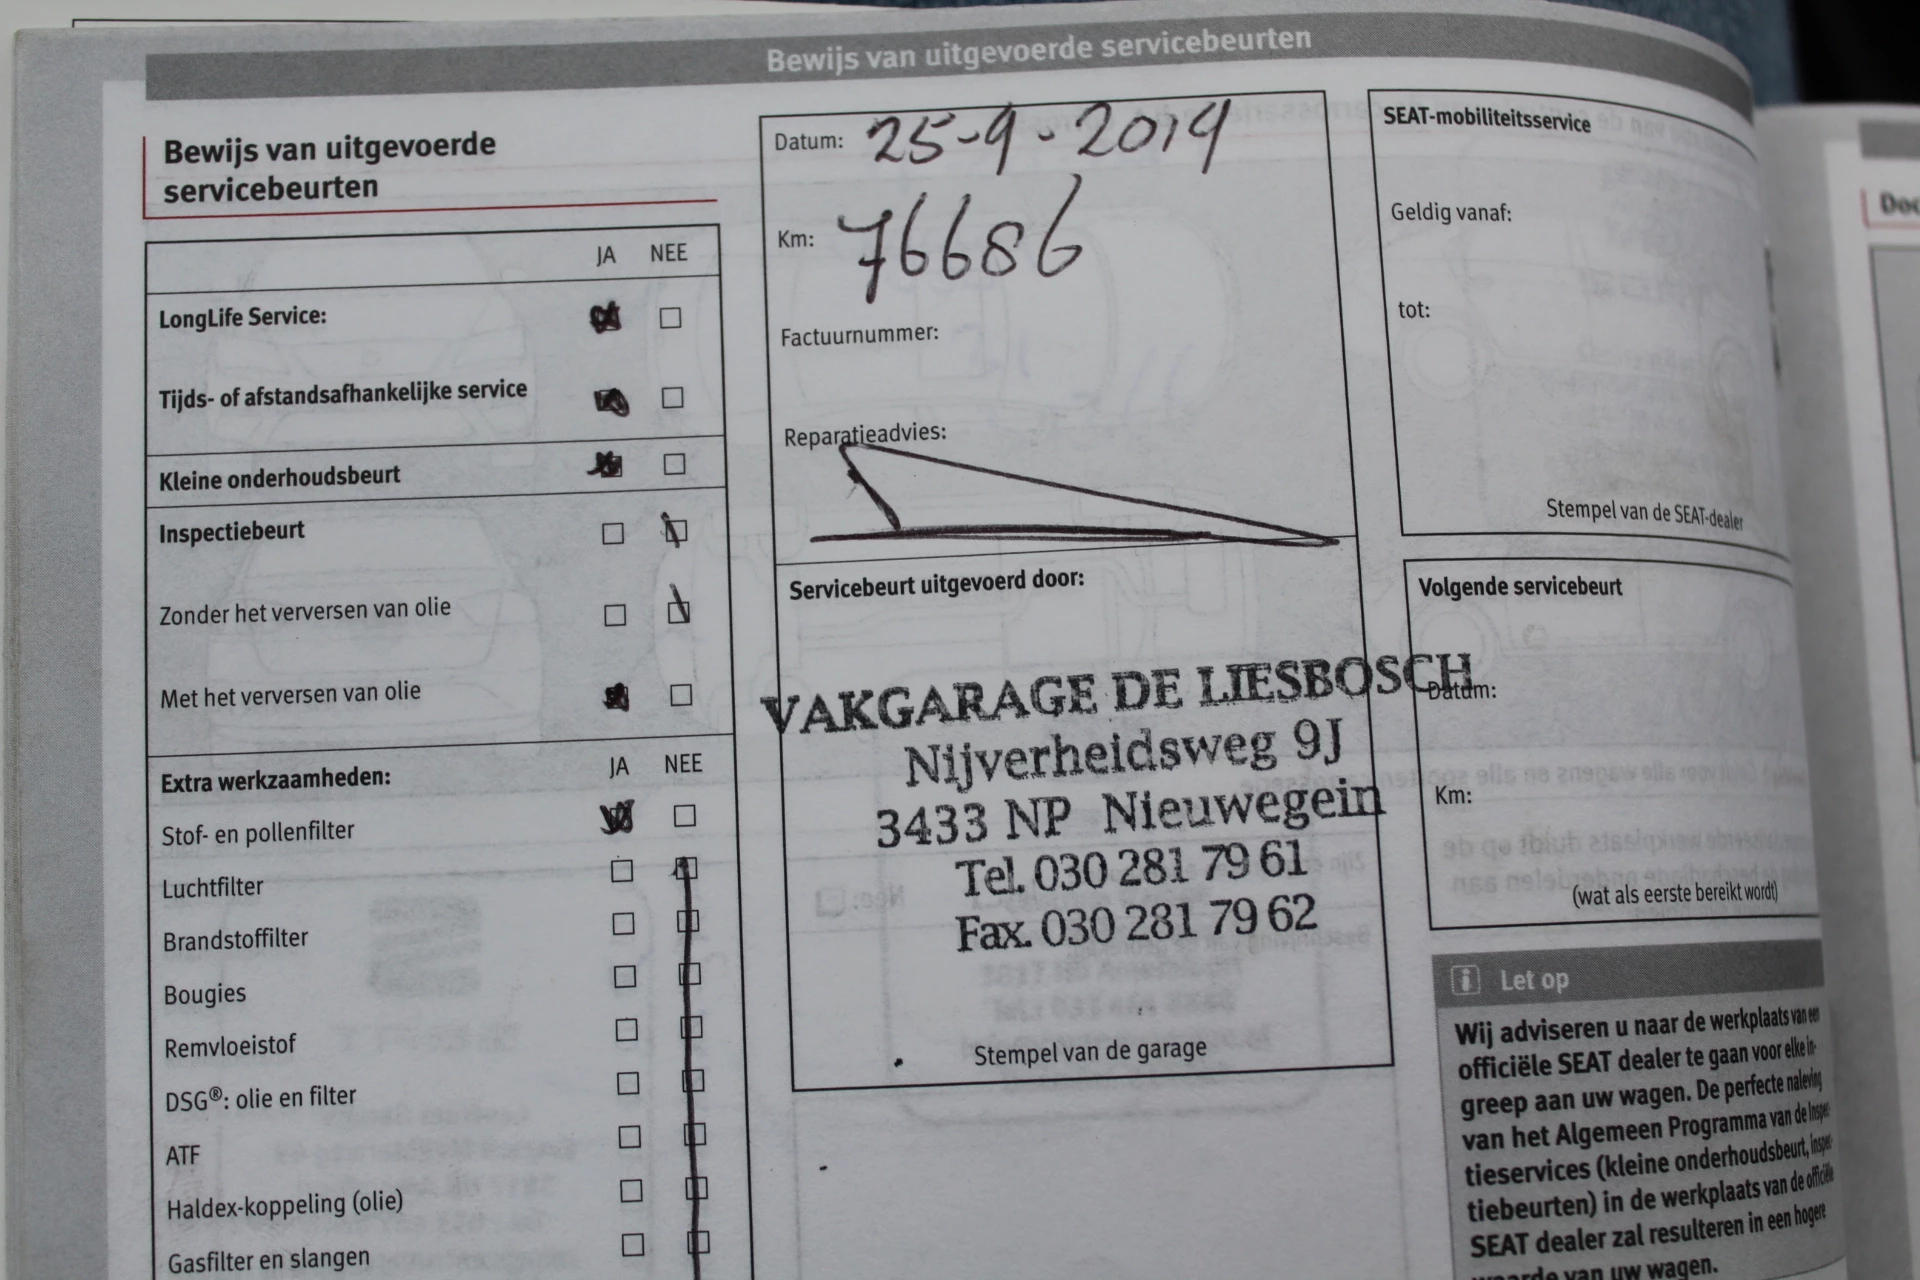 Bewijs van uitgevoerde servicebeurten
Bewijs van uitgevoerde
servicebeurten
JA NEE
LongLife Service:
Tijds- of afstandsafhankelijke service
Kleine onderhoudsbeurt
Inspectiebeurt
Zonder het verversen van olie
Met het verversen van olie
Extra werkzaamheden: JA NEE
Stof- en pollenfilter
Luchtfilter
Brandstoffilter
Bougies
Remvloeistof
DSG®: olie en filter
ATF
Haldex-koppeling (olie)
Gasfilter en slangen
Datum: 25-9-2019
Km: 76686
Factuurnummer:
Reparatieadvies:
Servicebeurt uitgevoerd door:
VAKGARAGE DE LIESBOSCH
Nijverheidsweg 9J
3433 NP Nieuwegein
Tel. 030 281 79 61
Fax. 030 281 79 62
Stempel van de garage
SEAT-mobiliteitsservice
Geldig vanaf:
tot:
Stempel van de SEAT-dealer
Volgende servicebeurt
Datum:
Km:
(wat als eerste bereikt wordt)
Let op
Wij adviseren u naar de werkplaats van een
officiële SEAT dealer te gaan voor elke in-
greep aan uw wagen. De perfecte naleving
van het Algemeen Programma van de Inspec-
tieservices (kleine onderhoudsbeurt, inspec-
tiebeurten) in de werkplaats van de officiële
SEAT dealer zal resulteren in een hogere
waarde van uw wagen.